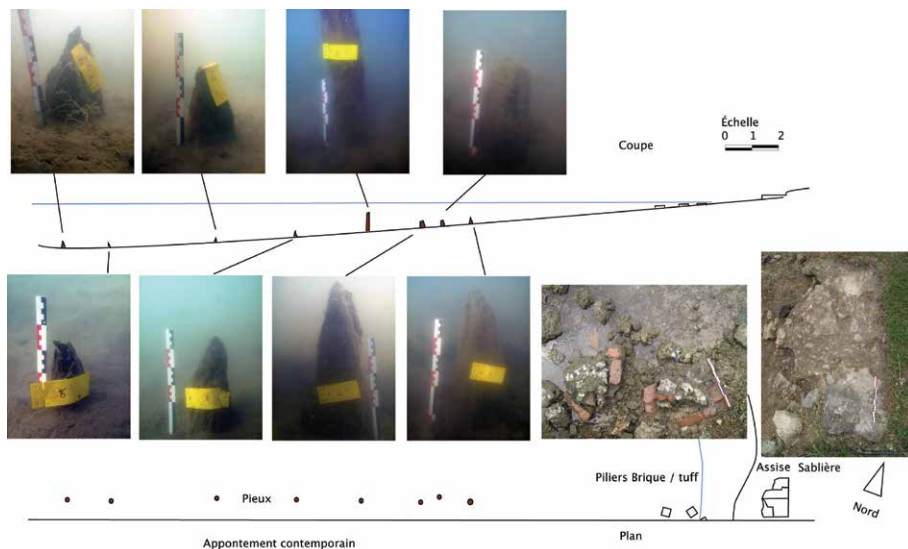 Échelle
Coupe
0 1 2
Assise Sablière
Piliers Brique / tuff
Pieux
Nord
Appontement contemporain
Plan